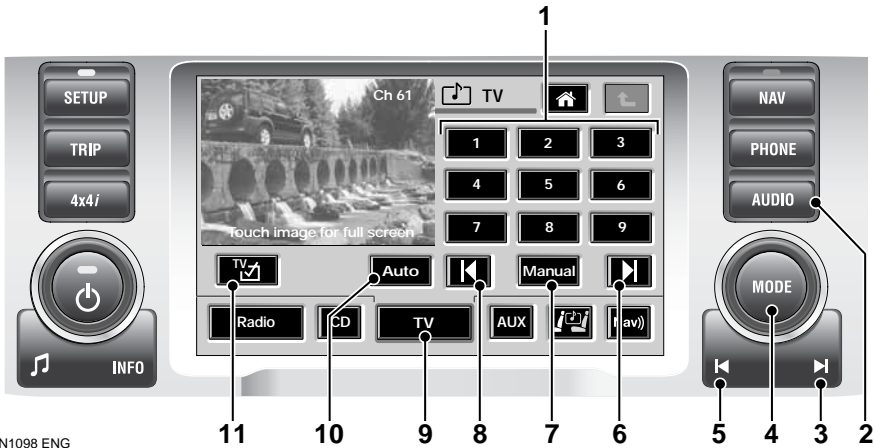 1
SETUP
TRIP
4x4i
INFO
Ch 61
Touch image for full screen
TV
1 2 3
4 5 6
7 8 9
TV
Auto
Manual
Radio CD TV AUX Nav))
NAV
PHONE
AUDIO
MODE
11 10 9 8 7 6 5 4 3 2
N1098 ENG